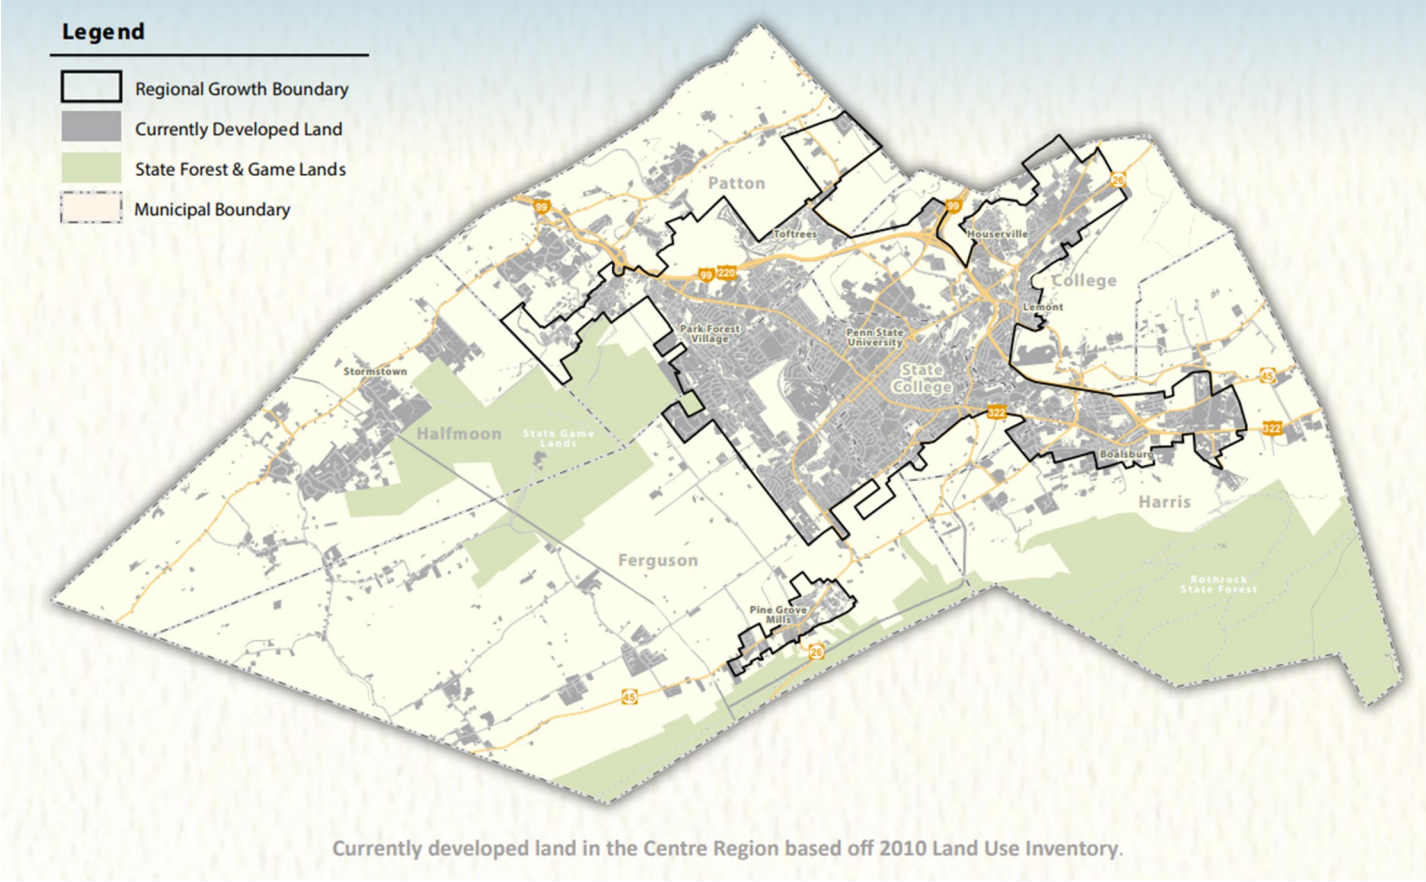 Legend
Regional Growth Boundary
Currently Developed Land
State Forest & Game Lands
Municipal Boundary
26
Patton
99
99
Toftrees
Houserville
99
220
College
Lemont
Park Forest
Village
Penn State
University
Stormstown
State
College
45
322
Halfmoon
State Game
Lands
322
Boalsburg
Harris
Ferguson
Rothrock
State Forest
Pine Grove
Mills
26
45
Currently developed land in the Centre Region based off 2010 Land Use Inventory.